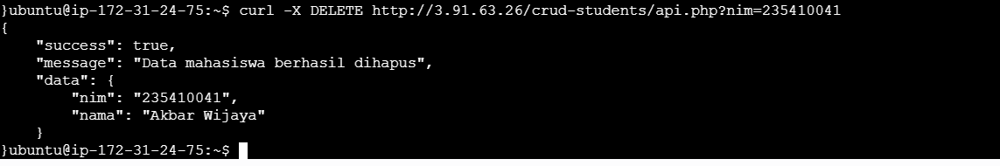 }ubuntu@ip-172-31-24-75:~$ curl -X DELETE http://3.91.63.26/crud-students/api.php?nim=235410041
{
    "success": true,
    "message": "Data mahasiswa berhasil dihapus",
    "data": {
        "nim": "235410041",
        "nama": "Akbar Wijaya"
    }
}ubuntu@ip-172-31-24-75:~$